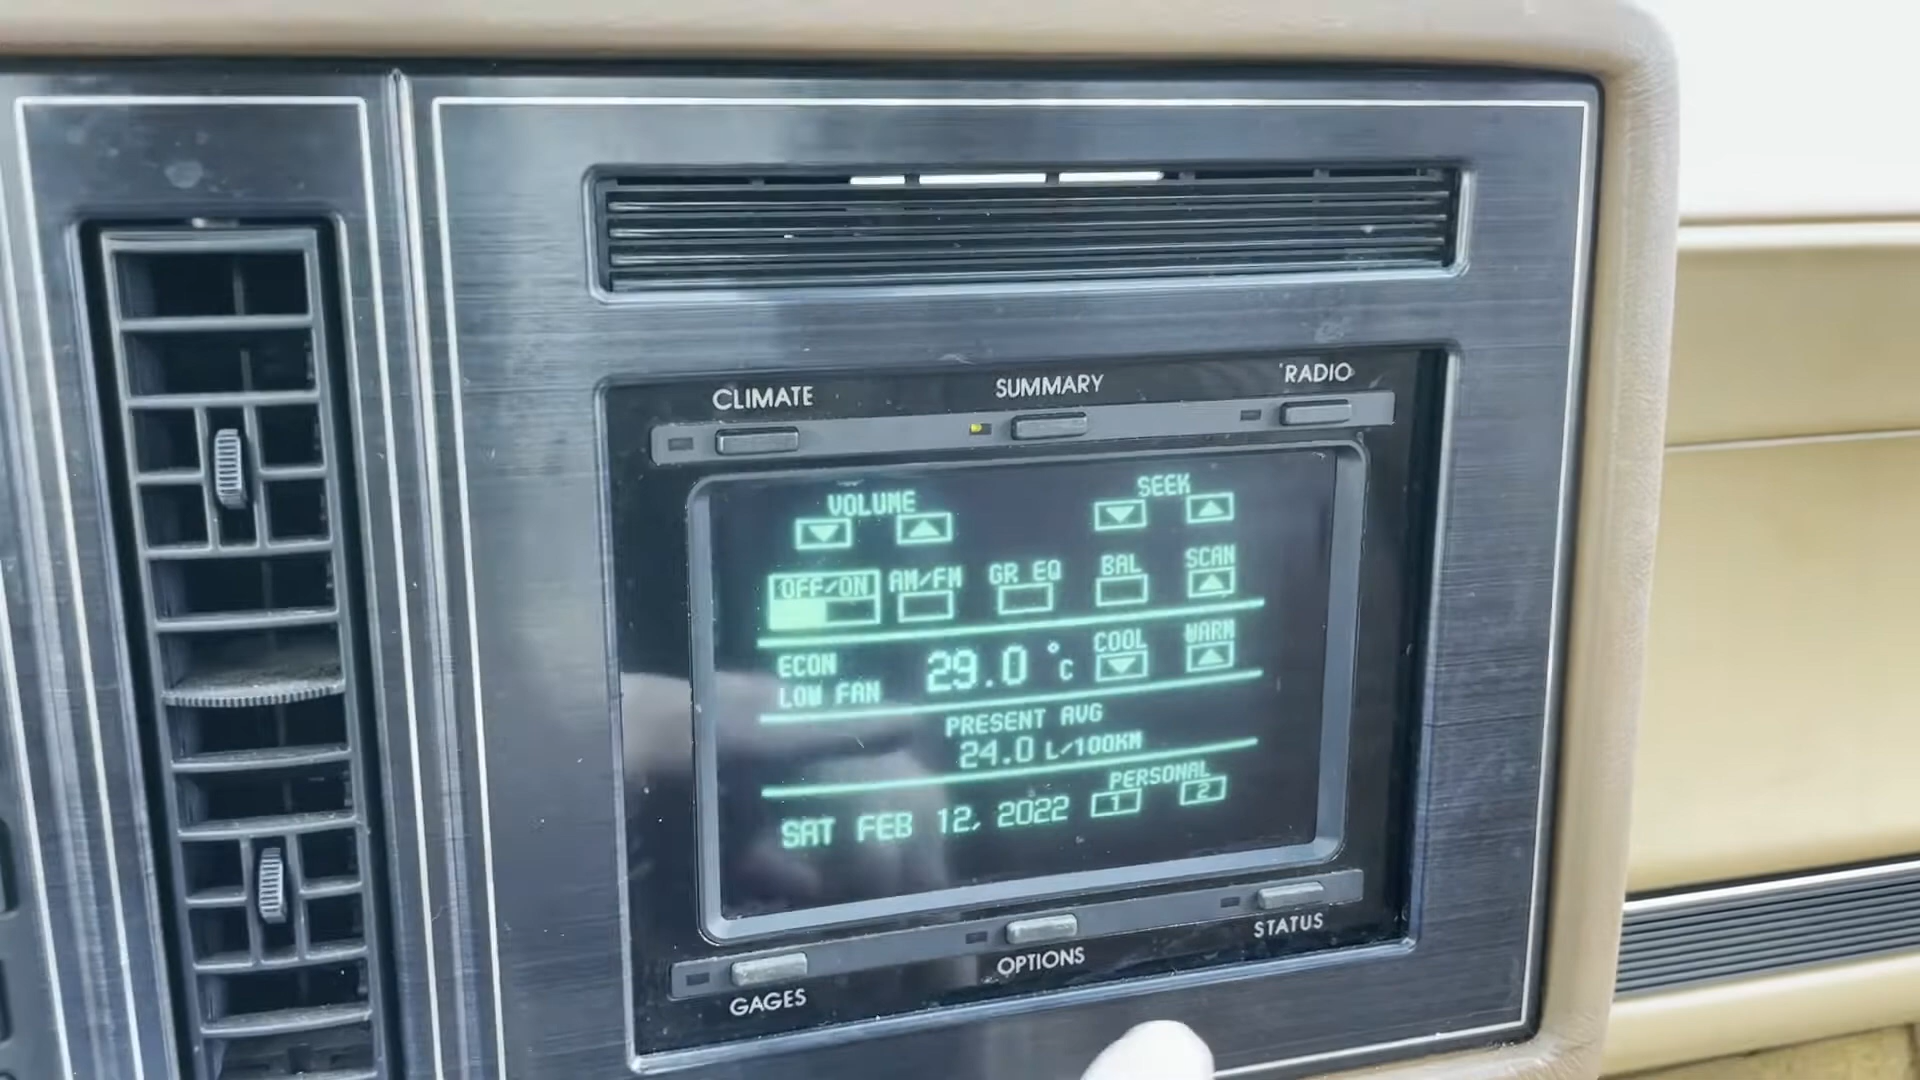 CLIMATE SUMMARY RADIO
VOLUME SEEK
OFF/ON AM/FM GR EQ BAL SCAN
ECON 29.0 °C COOL WARM
LOW FAN
PRESENT AVG
24.0 L/100KM
PERSONAL
SAT FEB 12, 2022 1 2
GAGES OPTIONS STATUS